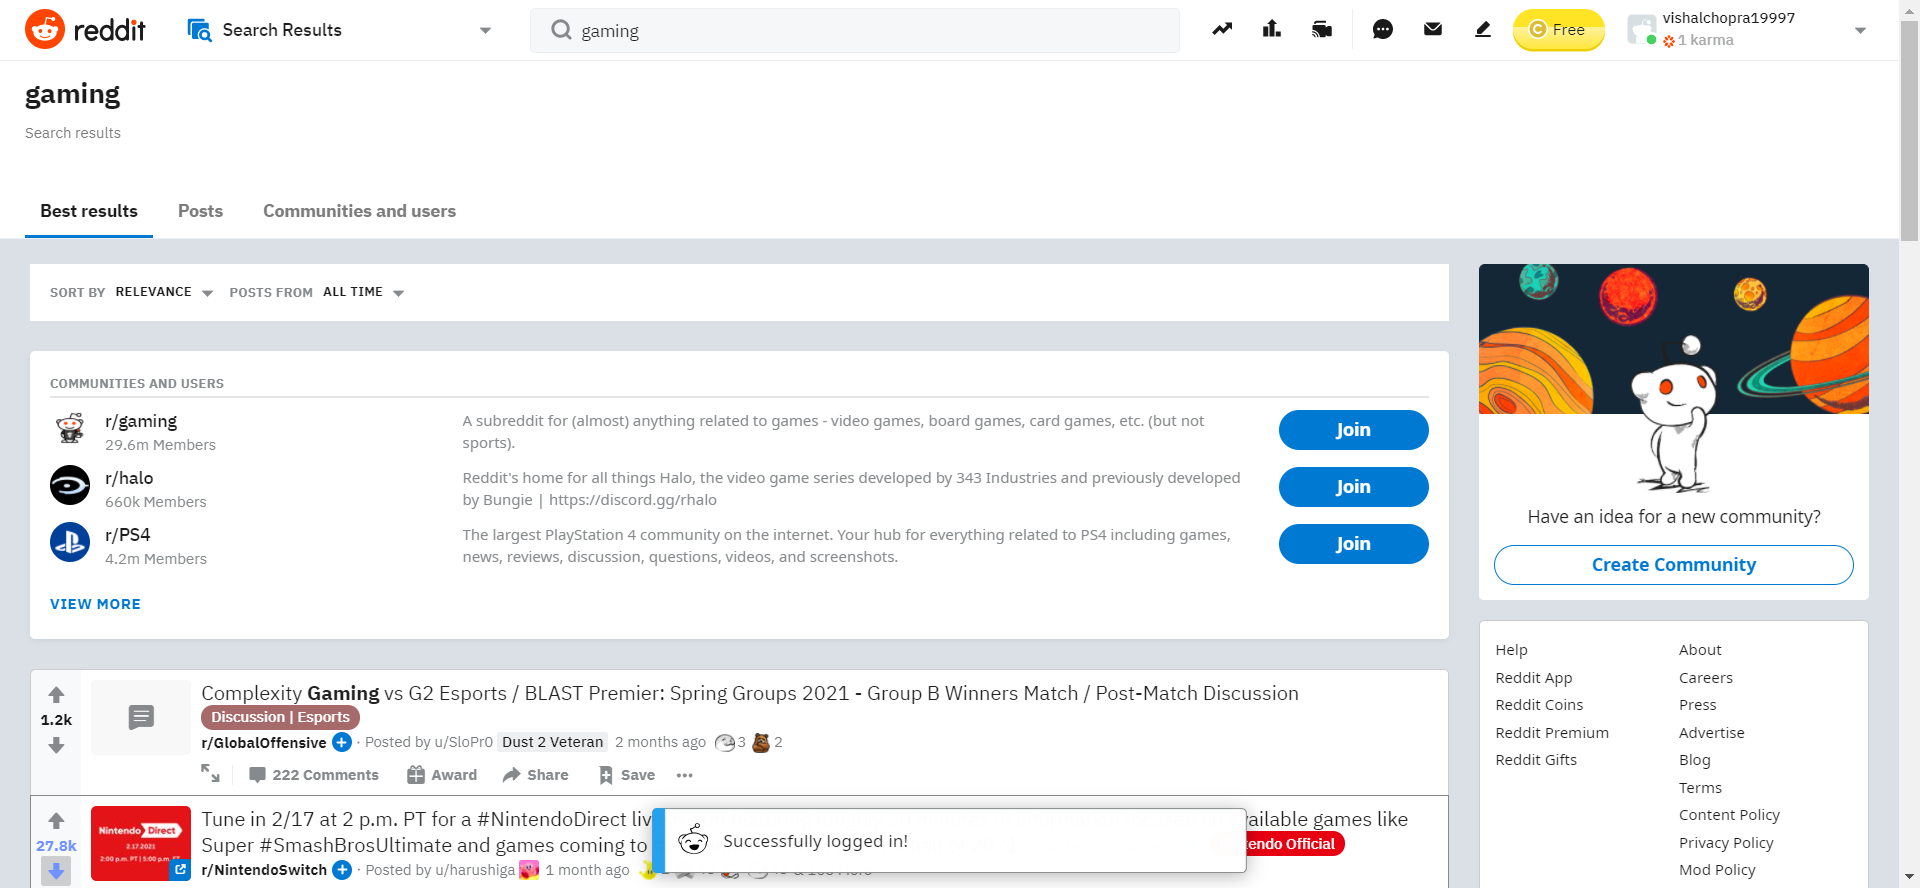 reddit
Search Results
gaming
Free
vishalchopra19997
1 karma
gaming
Search results
Best results
Posts
Communities and users
SORT BY RELEVANCE POSTS FROM ALL TIME
COMMUNITIES AND USERS
r/gaming
29.6m Members
A subreddit for (almost) anything related to games - video games, board games, card games, etc. (but not
sports).
Join
r/halo
660k Members
Reddit's home for all things Halo, the video game series developed by 343 Industries and previously developed
by Bungie | https://discord.gg/rhalo
Join
r/PS4
4.2m Members
The largest PlayStation 4 community on the internet. Your hub for everything related to PS4 including games,
news, reviews, discussion, questions, videos, and screenshots.
Join
VIEW MORE
Have an idea for a new community?
Create Community
Help
Reddit App
Reddit Coins
Reddit Premium
Reddit Gifts
About
Careers
Press
Advertise
Blog
Terms
Content Policy
Privacy Policy
Mod Policy
1.2k
Complexity Gaming vs G2 Esports / BLAST Premier: Spring Groups 2021 - Group B Winners Match / Post-Match Discussion
Discussion | Esports
r/GlobalOffensive · Posted by u/SloPr0 Dust 2 Veteran 2 months ago 3 2
222 Comments Award Share Save
27.8k
Nintendo Direct
2.17.2021
2:00 p.m. PT | 5:00 p.m. ET
Tune in 2/17 at 2 p.m. PT for a #NintendoDirect
available games like
Super #SmashBrosUltimate and games coming to
Official
r/NintendoSwitch · Posted by u/harushiga 1 month ago
Successfully logged in!